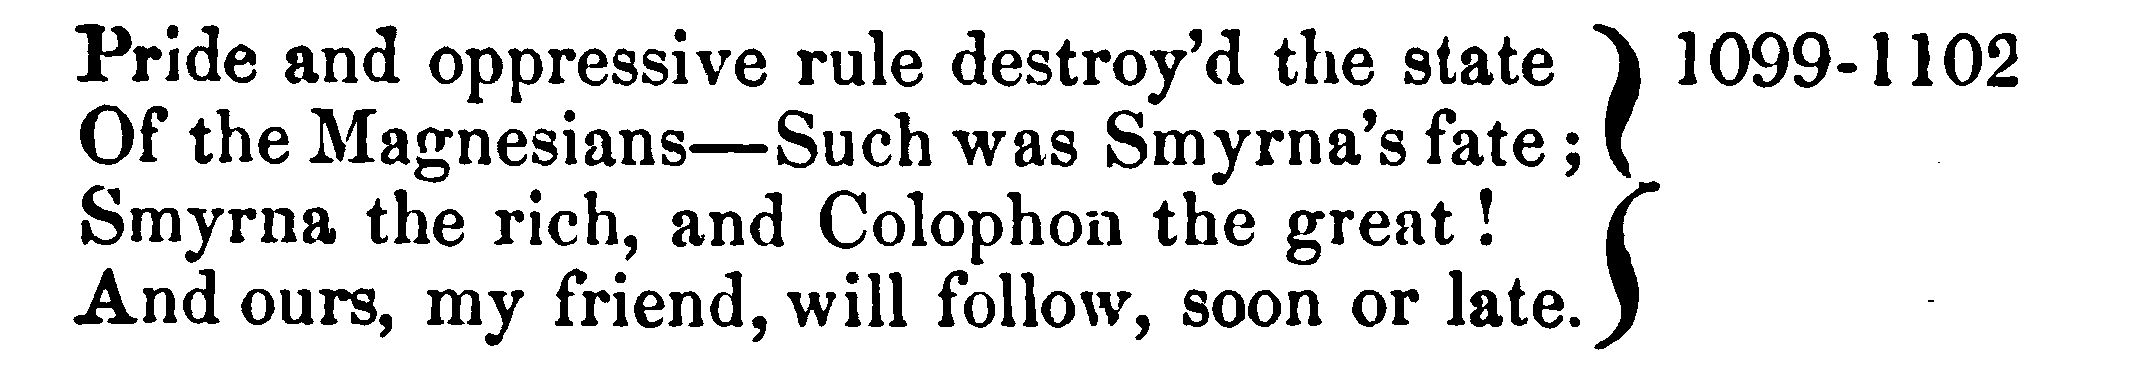 Pride and oppressive rule destroy'd the state } 1099-1102
Of the Magnesians—Such was Smyrna's fate;
Smyrna the rich, and Colophon the great!
And ours, my friend, will follow, soon or late.